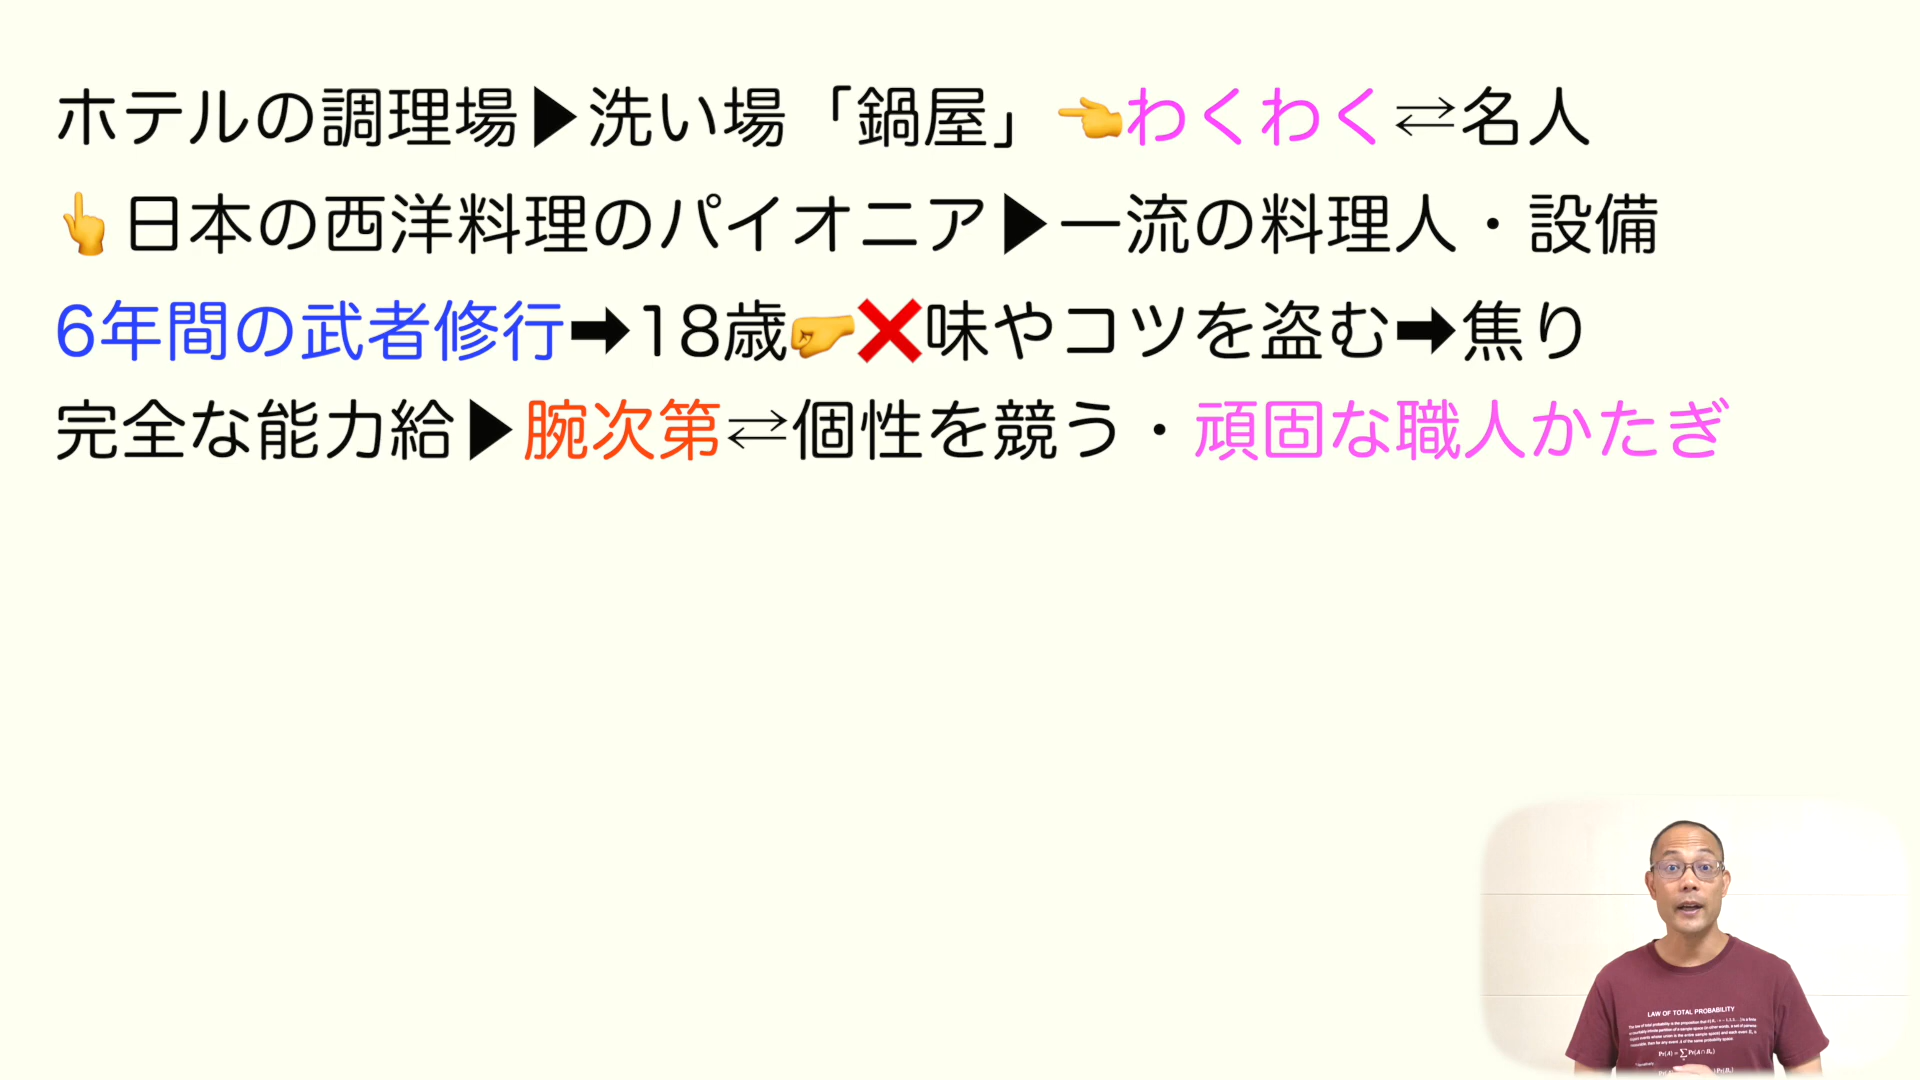 ホテルの調理場▶洗い場「鍋屋」👈わくわく⇄名人
👆日本の西洋料理のパイオニア▶一流の料理人・設備
6年間の武者修行➡18歳🤛❌味やコツを盗む➡焦り
完全な能力給▶腕次第⇄個性を競う・頑固な職人かたぎ
LAW OF TOTAL PROBABILITY